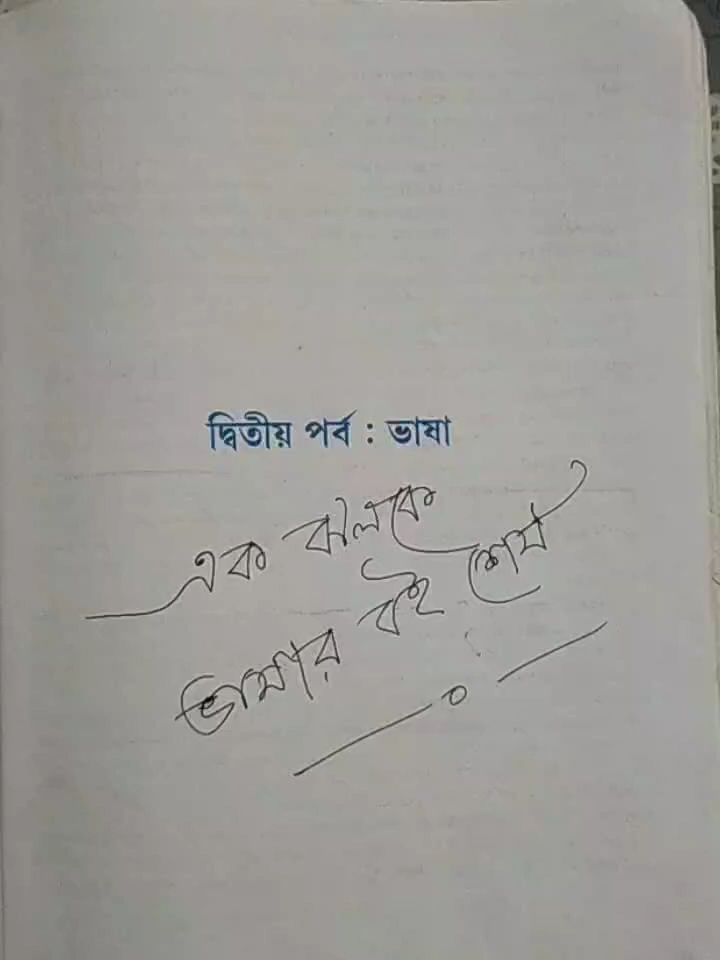 দ্বিতীয় পর্ব : ভাষা
এক ঝলকে
ভাষার বই শেষ